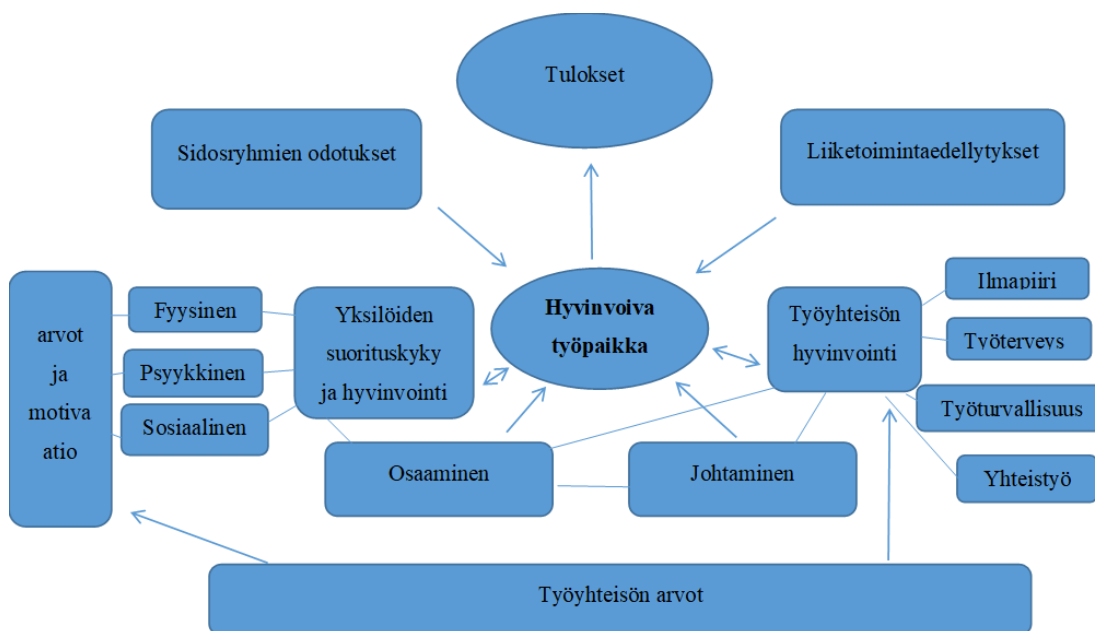 Tulokset
Sidosryhmien odotukset
Liiketoimintaedellytykset
arvot
ja
motiva
atio
Fyysinen
Psyykkinen
Sosiaalinen
Yksilöiden
suorituskyky
ja hyvinvointi
Hyvinvoiva
työpaikka
Työyhteisön
hyvinvointi
Ilmapiiri
Työtervevs
Työturvallisuus
Yhteistyö
Osaaminen
Johtaminen
Työyhteisön arvot